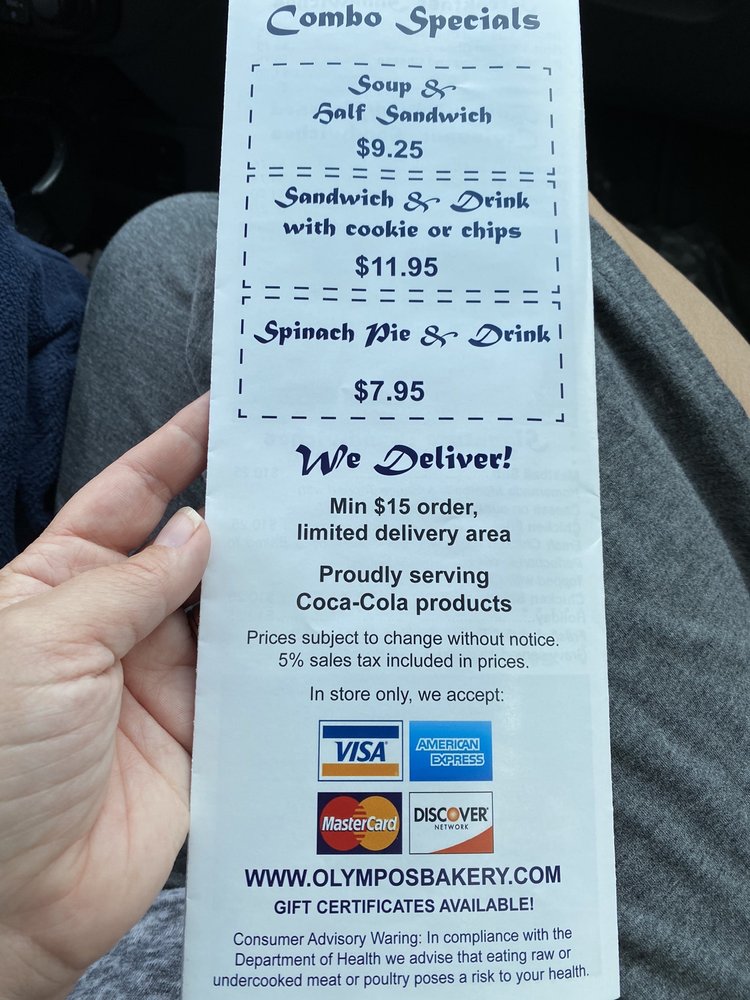 Combo Specials
Soup &
Half Sandwich
$9.25
Sandwich & Drink
with cookie or chips
$11.95
Spinach Pie & Drink
$7.95
We Deliver!
Min $15 order,
limited delivery area
Proudly serving
Coca-Cola products
Prices subject to change without notice.
5% sales tax included in prices.
In store only, we accept:
VISA
AMERICAN
EXPRESS
MasterCard
DISCOVER
NETWORK
WWW.OLYMPOSBAKERY.COM
GIFT CERTIFICATES AVAILABLE!
Consumer Advisory Waring: In compliance with the
Department of Health we advise that eating raw or
undercooked meat or poultry poses a risk to your health.